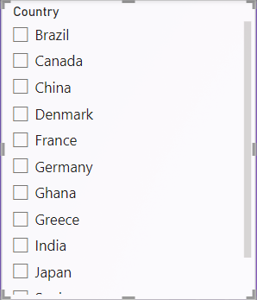 Country
Brazil
Canada
China
Denmark
France
Germany
Ghana
Greece
India
Japan